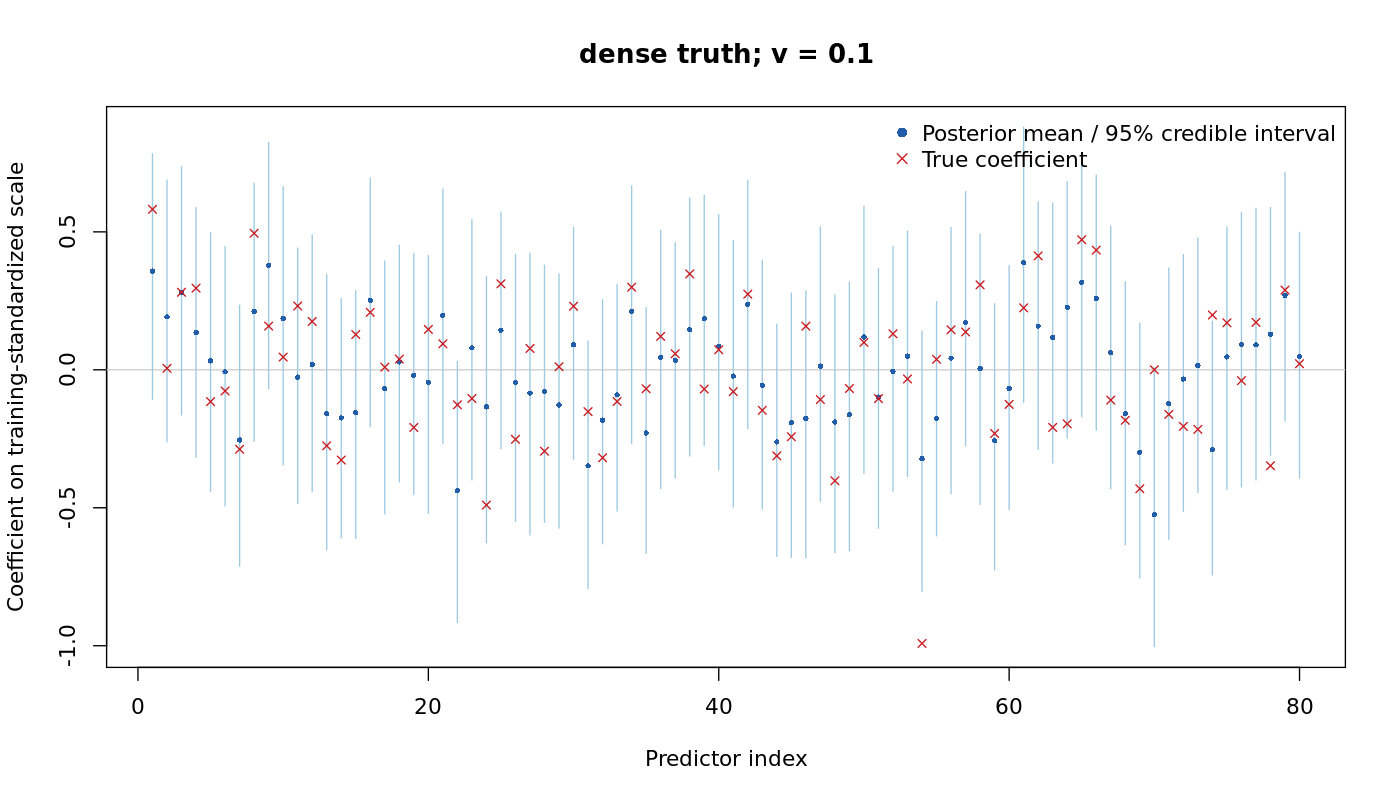 dense truth; v = 0.1
Posterior mean / 95% credible interval
True coefficient
Coefficient on training-standardized scale
0.5
0.0
-0.5
-1.0
0 20 40 60 80
Predictor index